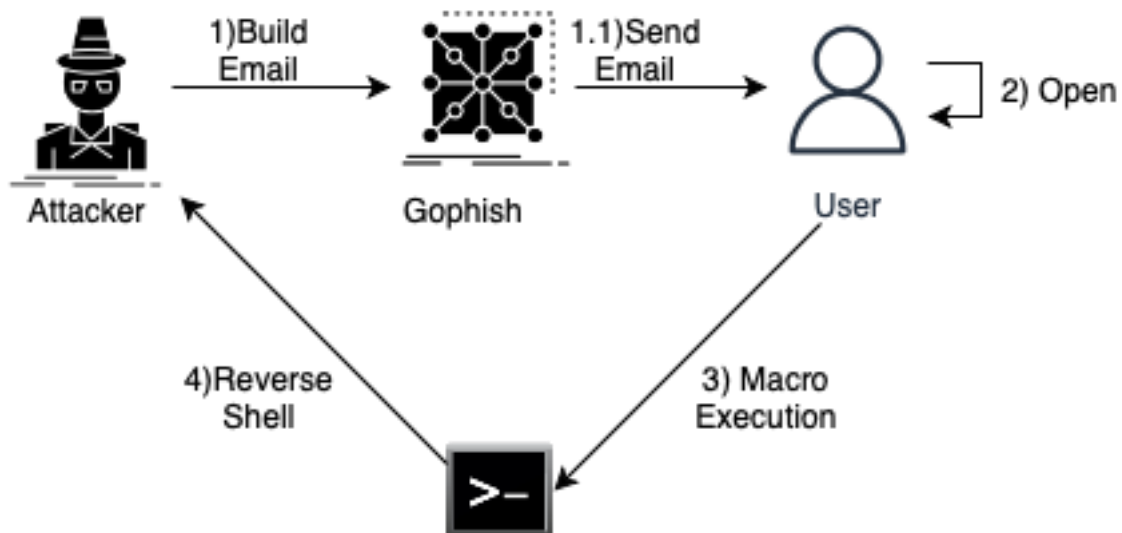 1)Build
Email
1.1)Send
Email
2) Open
Attacker
Gophish
User
4)Reverse
Shell
3) Macro
Execution
>-